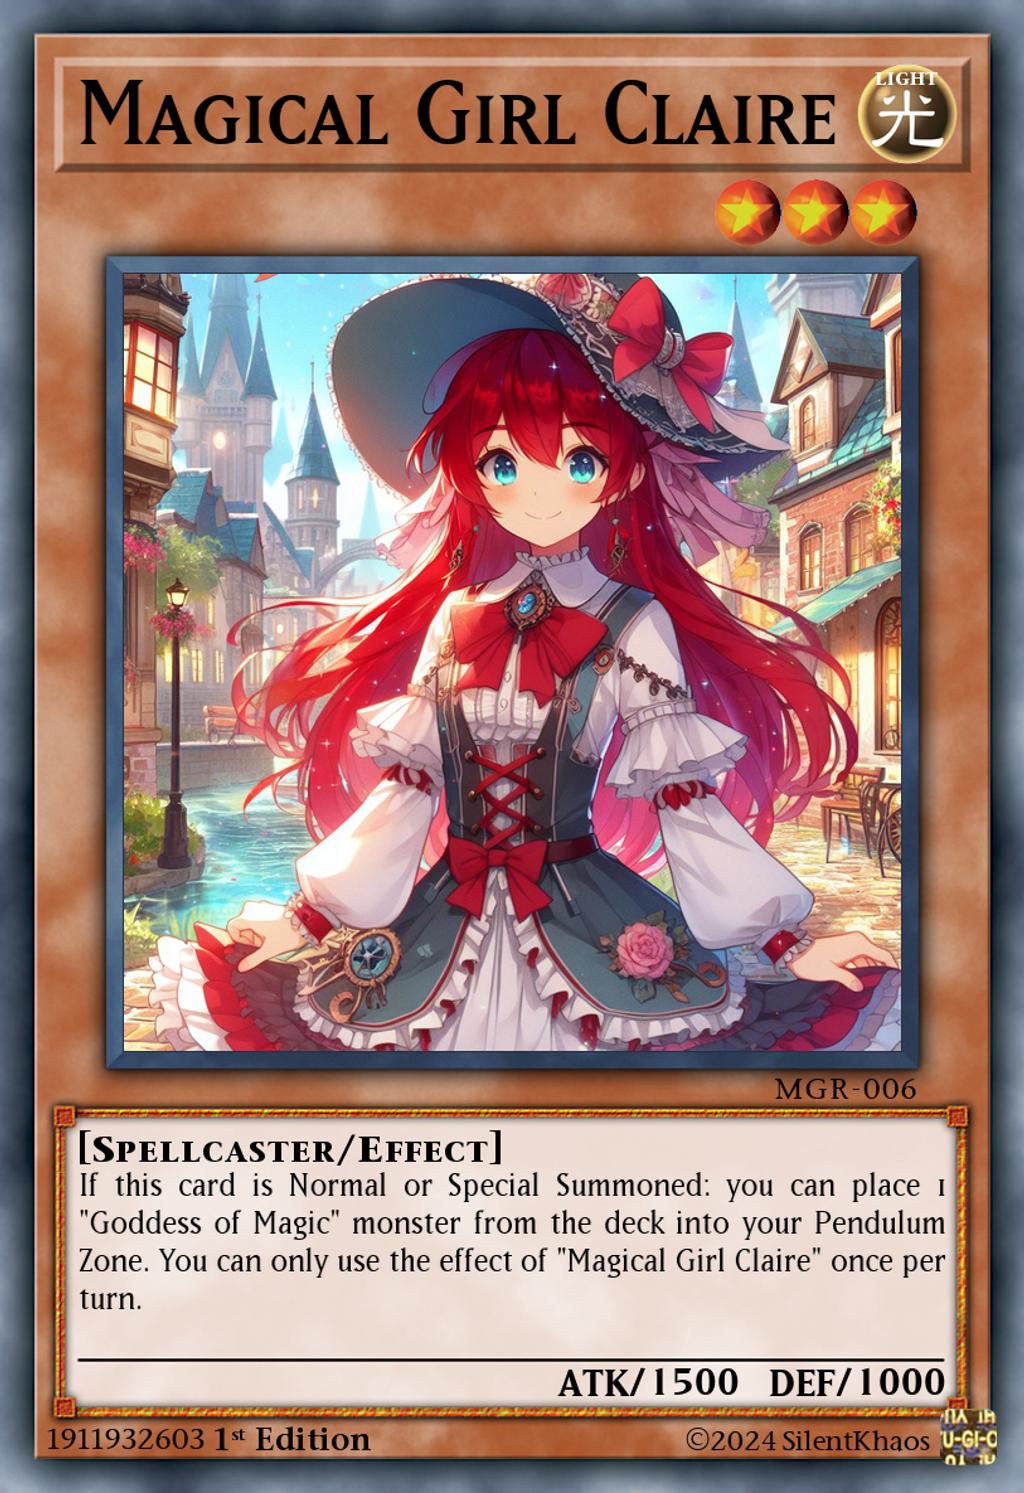 MAGICAL GIRL CLAIRE
LIGHT
光
MGR-006
[SPELLCASTER/EFFECT]
If this card is Normal or Special Summoned: you can place 1
"Goddess of Magic" monster from the deck into your Pendulum
Zone. You can only use the effect of "Magical Girl Claire" once per
turn.
ATK/1500 DEF/1000
1911932603 1st Edition
©2024 SilentKhaos
U-GI-O